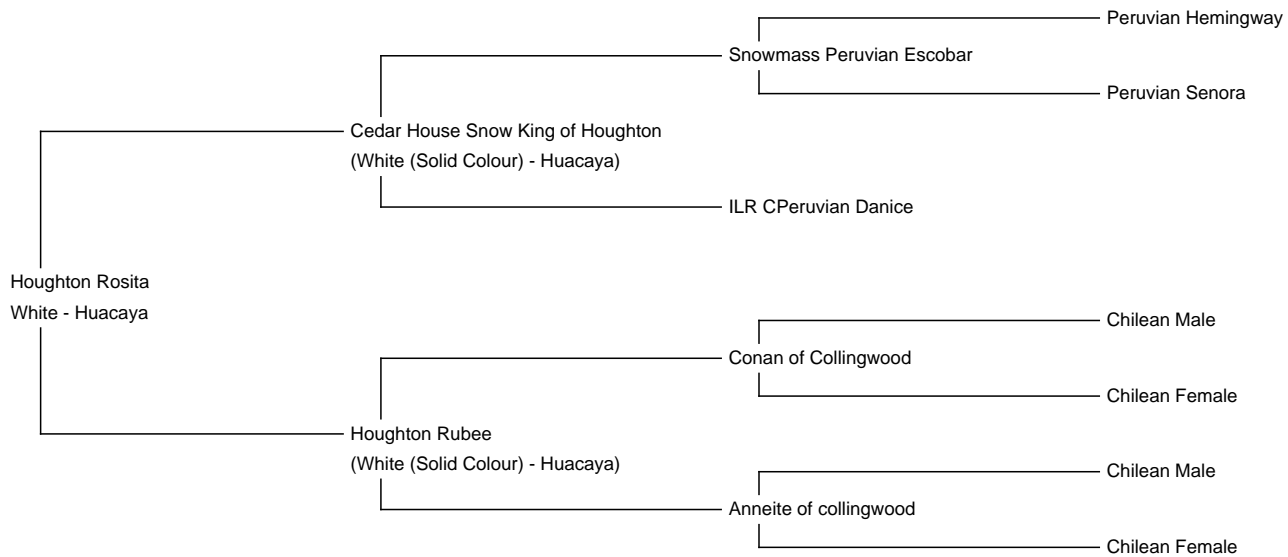 Peruvian Hemingway
Snowmass Peruvian Escobar
Peruvian Senora
Cedar House Snow King of Houghton
(White (Solid Colour) - Huacaya)
ILR CPeruvian Danice
Houghton Rosita
White - Huacaya
Chilean Male
Conan of Collingwood
Chilean Female
Houghton Rubee
(White (Solid Colour) - Huacaya)
Chilean Male
Anneite of collingwood
Chilean Female